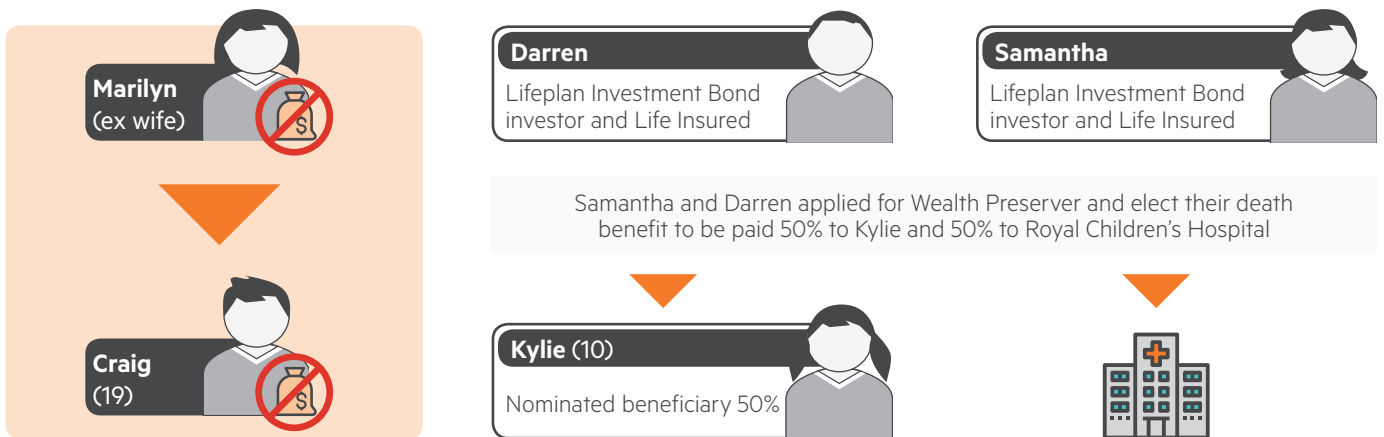 Marilyn
(ex wife)
$
Craig
(19)
$
Darren
Lifeplan Investment Bond
investor and Life Insured
Samantha
Lifeplan Investment Bond
investor and Life Insured
Samantha and Darren applied for Wealth Preserver and elect their death
benefit to be paid 50% to Kylie and 50% to Royal Children’s Hospital
Kylie (10)
Nominated beneficiary 50%